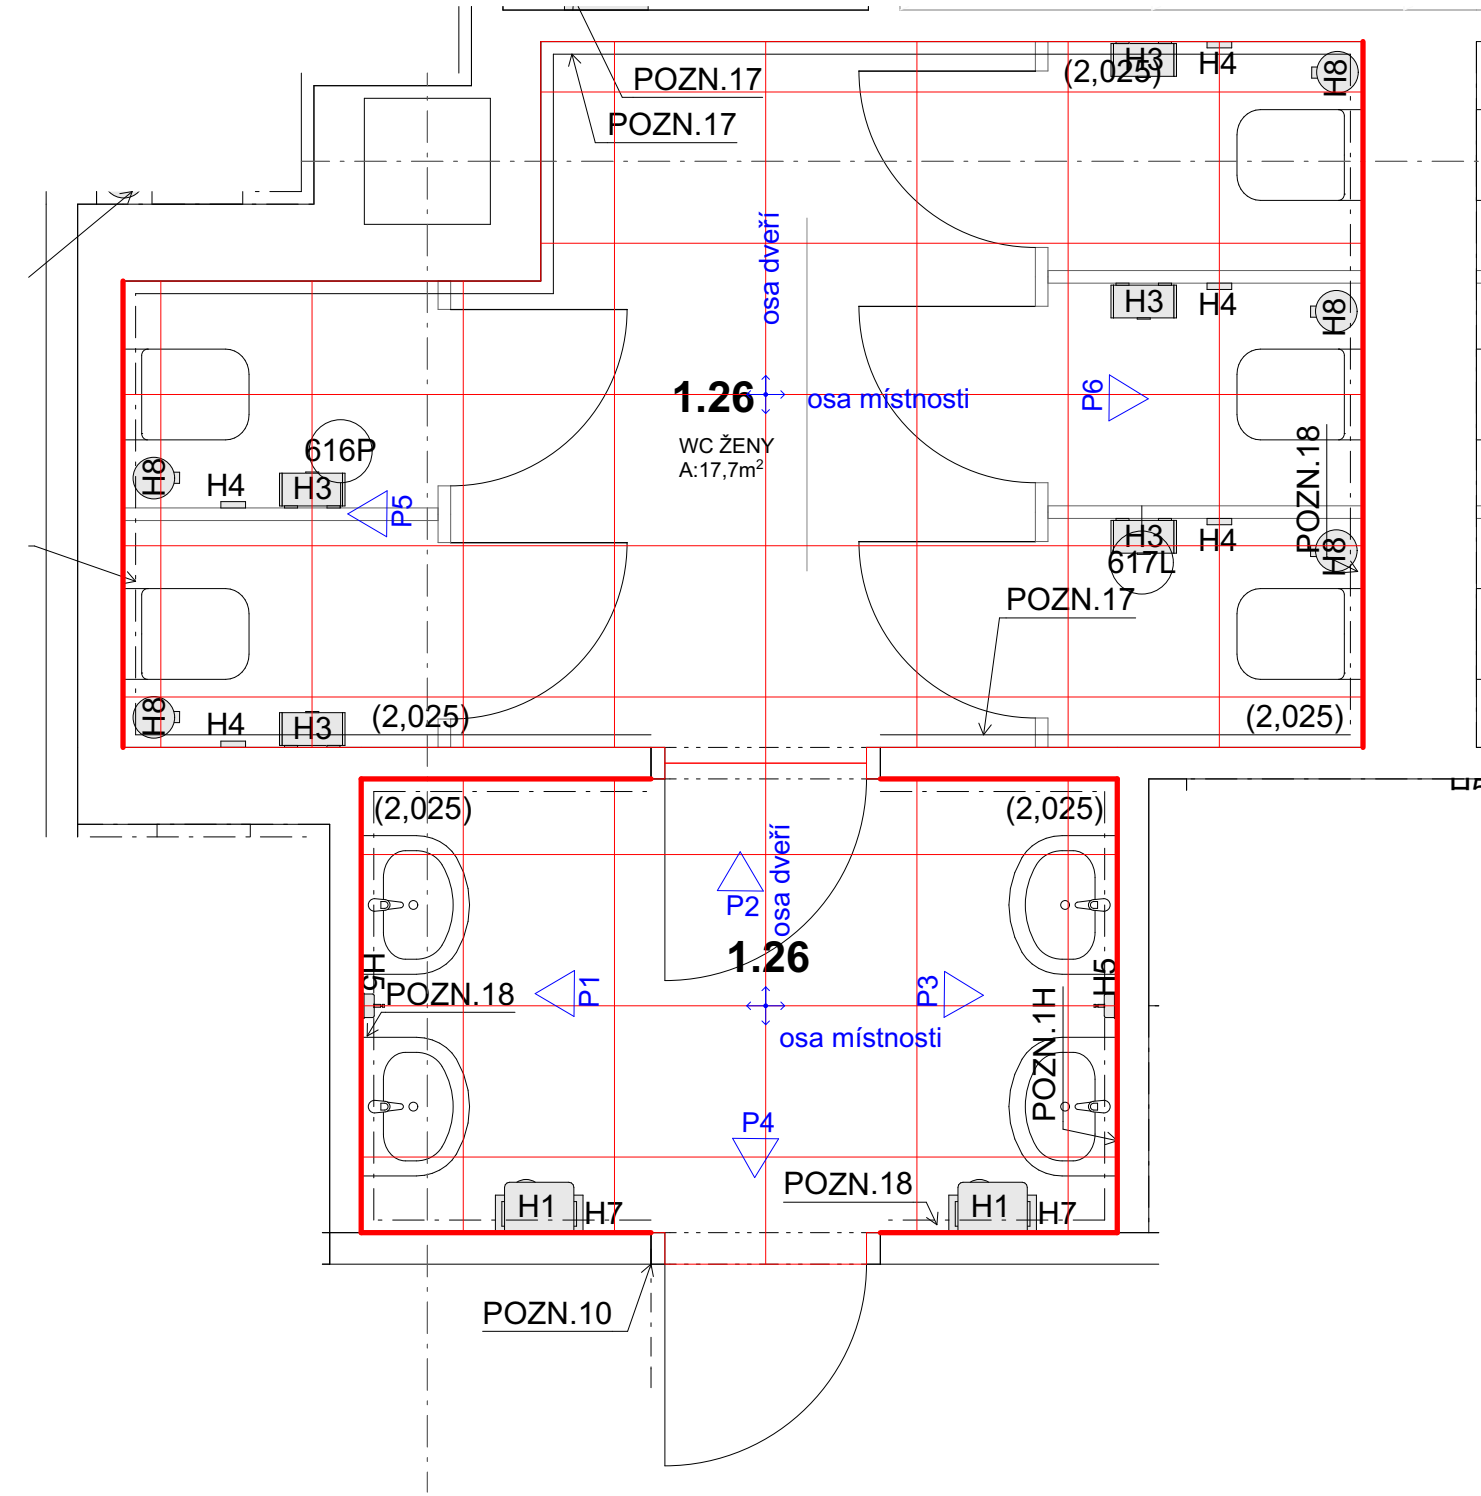 POZN.17
H3
H4
H8
(2,025)
POZN.17
osa dveří
H3
H4
H8
1.26
osa místnosti
P6
WC ŽENY
A:17,7m²
616P
POZN.18
H8
H4
H3
P5
H3
H4
H8
617L
POZN.17
H8
H4
H3
(2,025)
(2,025)
(2,025)
(2,025)
osa dveří
P2
1.26
H5
POZN.18
P1
P3
H5
POZN.1H
osa místnosti
P4
POZN.18
H1
H7
H1
H7
POZN.10